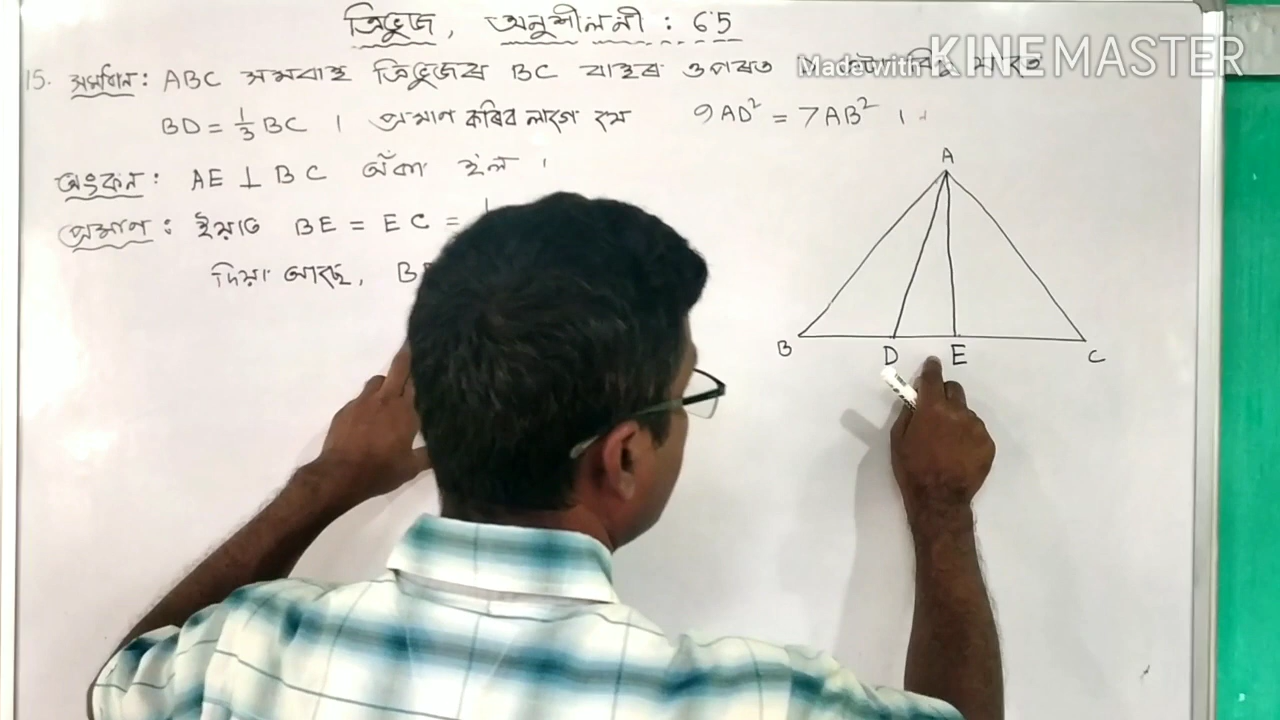 ত্ৰিভুজ, অনুশীলনী : 6.5
15. সমাধান: ABC সমবাহু ত্ৰিভুজৰ BC বাহুৰ ওপৰত D
Made with KINEMASTER
BD = 1/3 BC । প্ৰমাণ কৰিব লাগে যে 9AD² = 7AB² ।
অংকন: AE ⊥ BC অঁকা হ'ল ।
প্ৰমাণ : ইয়াত BE = EC =
দিয়া আছে, B
A
B D E C